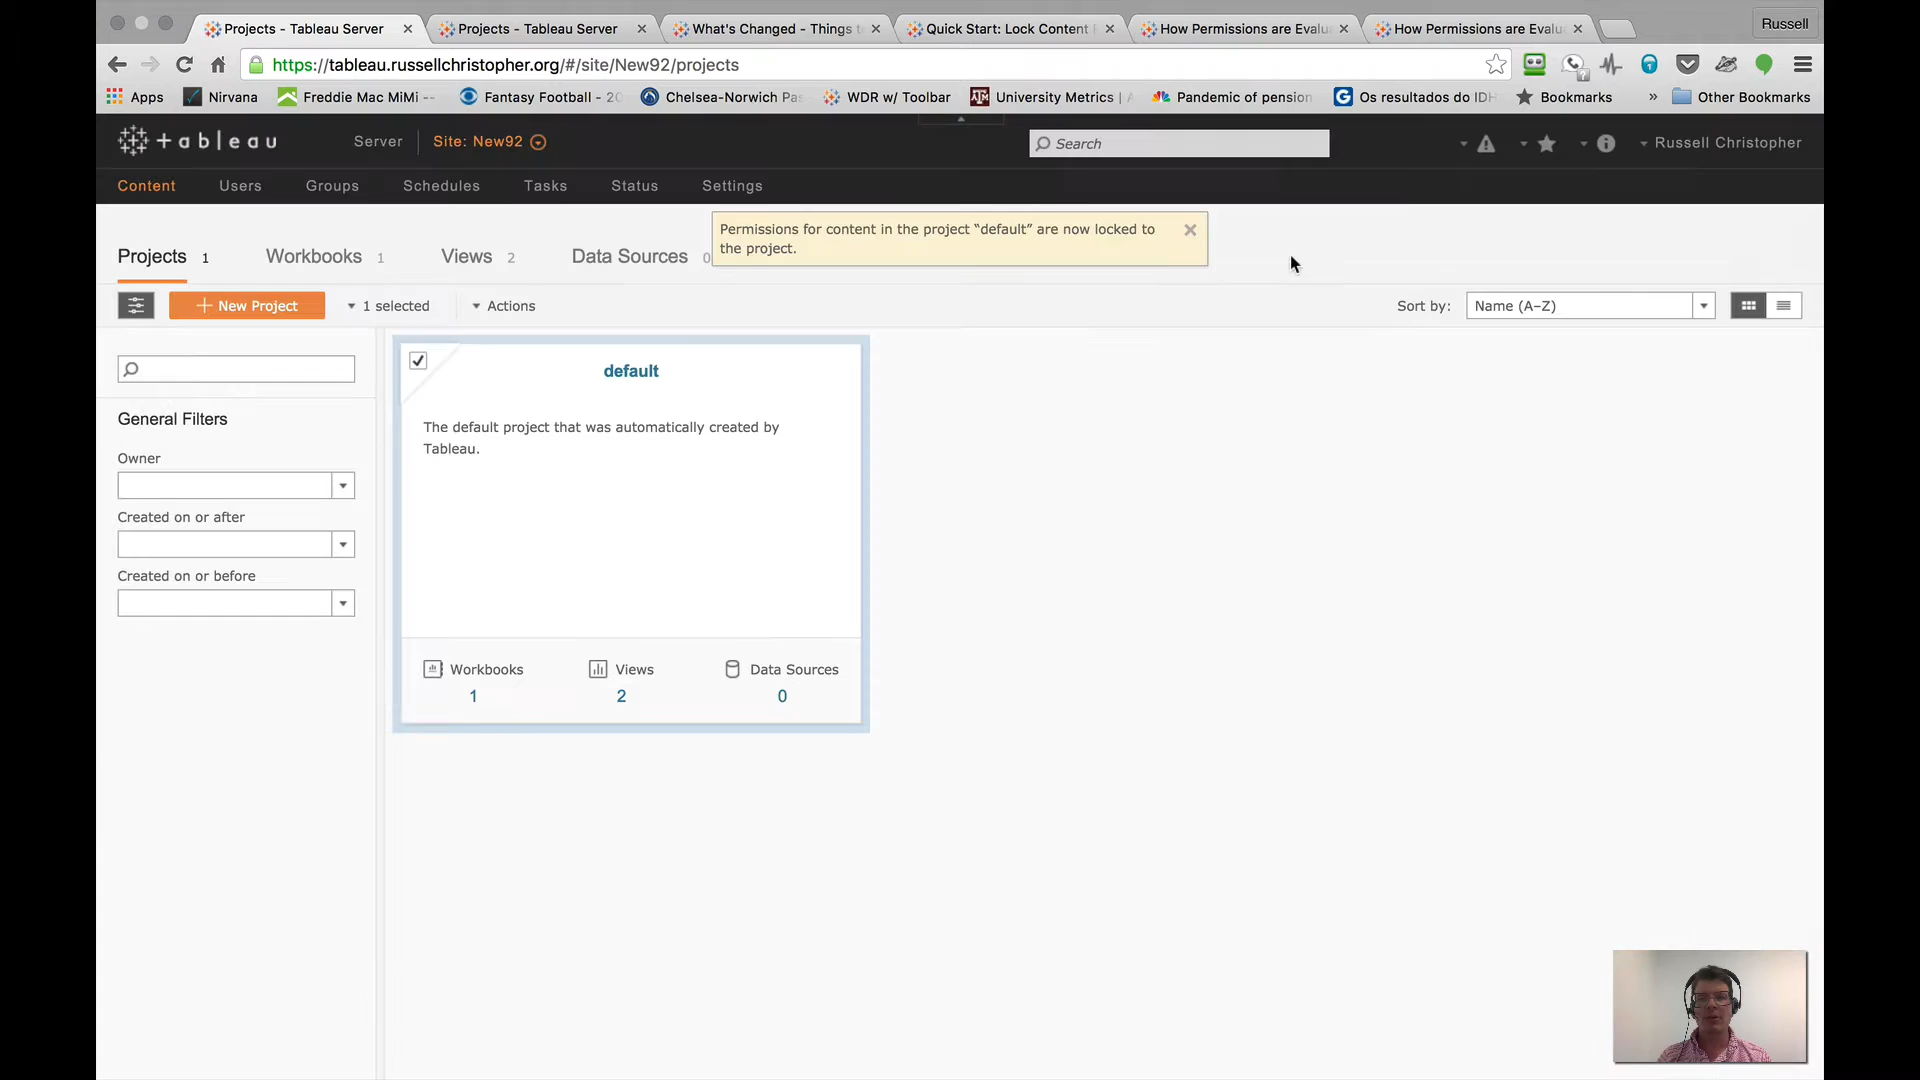 Projects - Tableau Server
Projects - Tableau Server
What's Changed - Things t
Quick Start: Lock Content
How Permissions are Evalu
How Permissions are Evalu
Russell
https://tableau.russellchristopher.org/#/site/New92/projects
Apps
Nirvana
Freddie Mac MiMi --
Fantasy Football - 20
Chelsea-Norwich Pas
WDR w/ Toolbar
University Metrics |
Pandemic of pension
Os resultados do IDH
Bookmarks
»
Other Bookmarks
+ableau
Server
Site: New92
Search
Russell Christopher
Content
Users
Groups
Schedules
Tasks
Status
Settings
Permissions for content in the project “default” are now locked to
the project.
Projects 1
Workbooks 1
Views 2
Data Sources 0
+ New Project
1 selected
Actions
Sort by:
Name (A–Z)
General Filters
Owner
Created on or after
Created on or before
default
The default project that was automatically created by
Tableau.
Workbooks
Views
Data Sources
1
2
0